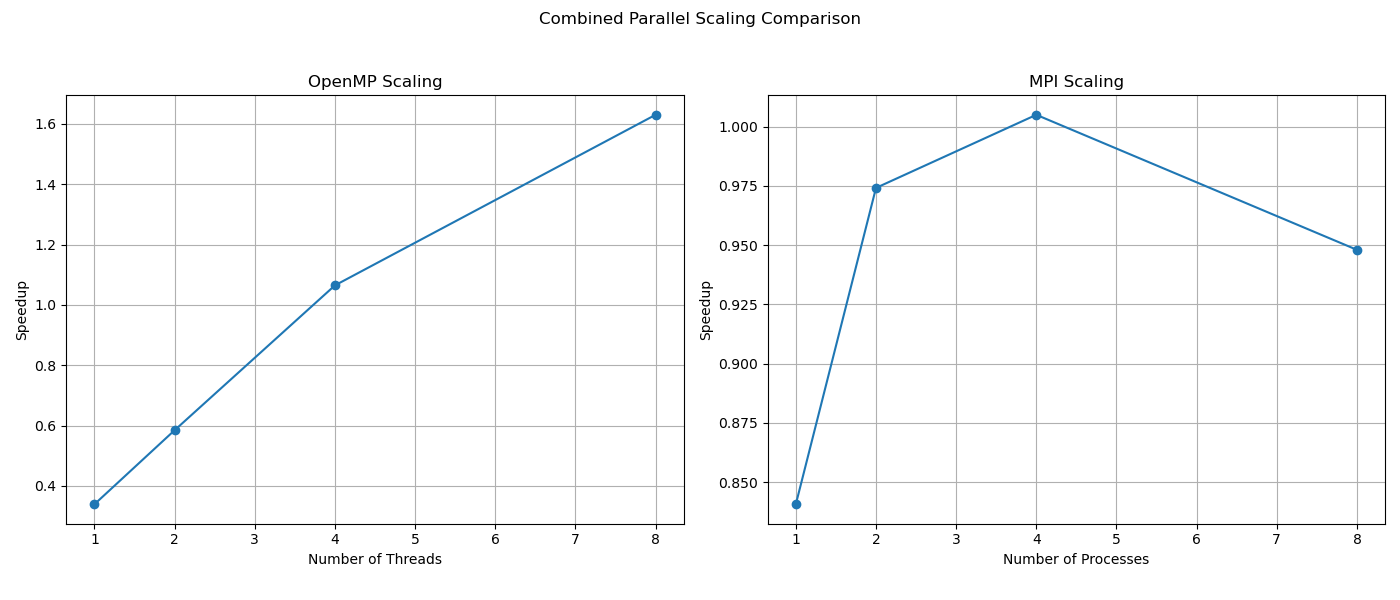 Combined Parallel Scaling Comparison
OpenMP Scaling
Speedup
1.6
1.4
1.2
1.0
0.8
0.6
0.4
1 2 3 4 5 6 7 8
Number of Threads
MPI Scaling
Speedup
1.000
0.975
0.950
0.925
0.900
0.875
0.850
1 2 3 4 5 6 7 8
Number of Processes